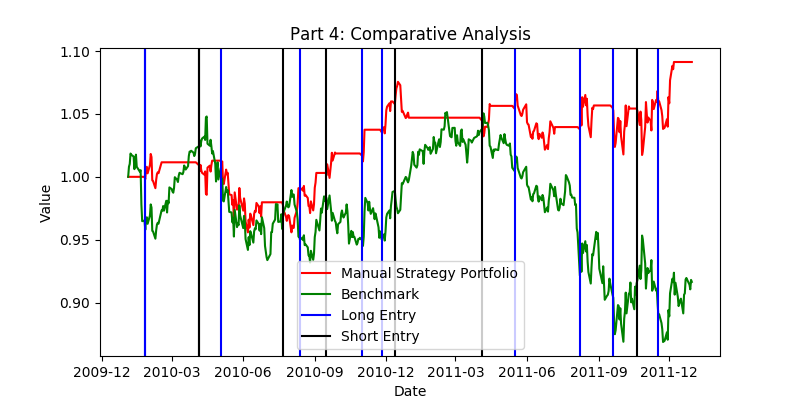 Part 4: Comparative Analysis
1.10
1.05
1.00
0.95
0.90
Value
Manual Strategy Portfolio
Benchmark
Long Entry
Short Entry
2009-12 2010-03 2010-06 2010-09 2010-12 2011-03 2011-06 2011-09 2011-12
Date